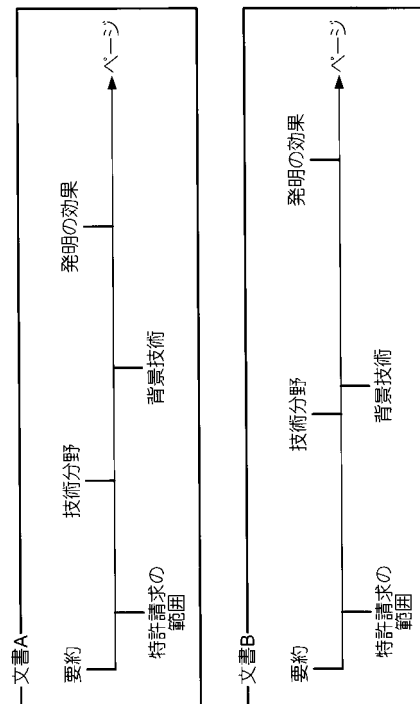 文書A
要約
特許請求の
範囲
技術分野
背景技術
発明の効果
ページ
文書B
要約
特許請求の
範囲
技術分野
背景技術
発明の効果
ページ